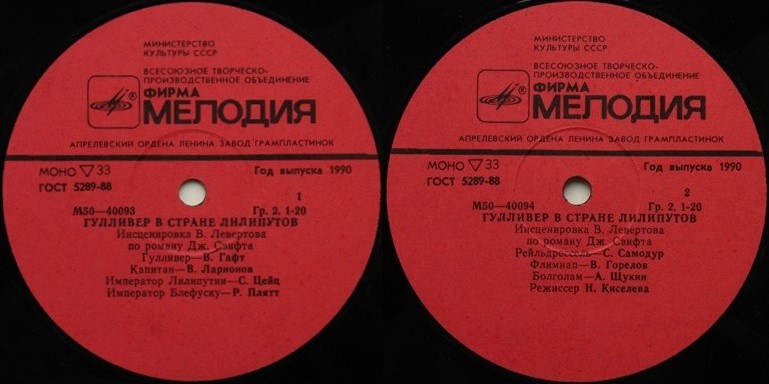 МИНИСТЕРСТВО
КУЛЬТУРЫ СССР
ВСЕСОЮЗНОЕ ТВОРЧЕСКО-
ПРОИЗВОДСТВЕННОЕ ОБЪЕДИНЕНИЕ
ФИРМА
® МЕЛОДИЯ
АПРЕЛЕВСКИЙ ОРДЕНА ЛЕНИНА ЗАВОД ГРАМПЛАСТИНОК
МОНО ▽ 33 Год выпуска 1990
ГОСТ 5289-88
1
М50—40093 Гр. 2. 1-20
ГУЛЛИВЕР В СТРАНЕ ЛИЛИПУТОВ
Инсценировка В. Левертова
по роману Дж. Свифта
Гулливер—В. Гафт
Капитан—В. Ларионов
Император Лилипутии—С. Цейц
Император Блефуску—Р. Плятт
МИНИСТЕРСТВО
КУЛЬТУРЫ СССР
ВСЕСОЮЗНОЕ ТВОРЧЕСКО-
ПРОИЗВОДСТВЕННОЕ ОБЪЕДИНЕНИЕ
ФИРМА
® МЕЛОДИЯ
АПРЕЛЕВСКИЙ ОРДЕНА ЛЕНИНА ЗАВОД ГРАМПЛАСТИНОК
МОНО ▽ 33 Год выпуска 1990
ГОСТ 5289-88
2
М50—40094 Гр. 2. 1-20
ГУЛЛИВЕР В СТРАНЕ ЛИЛИПУТОВ
Инсценировка В. Левертова
по роману Дж. Свифта
Рейльдрессель—С. Самодур
Флимнап—В. Горелов
Болголам—А. Щукин
Режиссер Н. Киселева